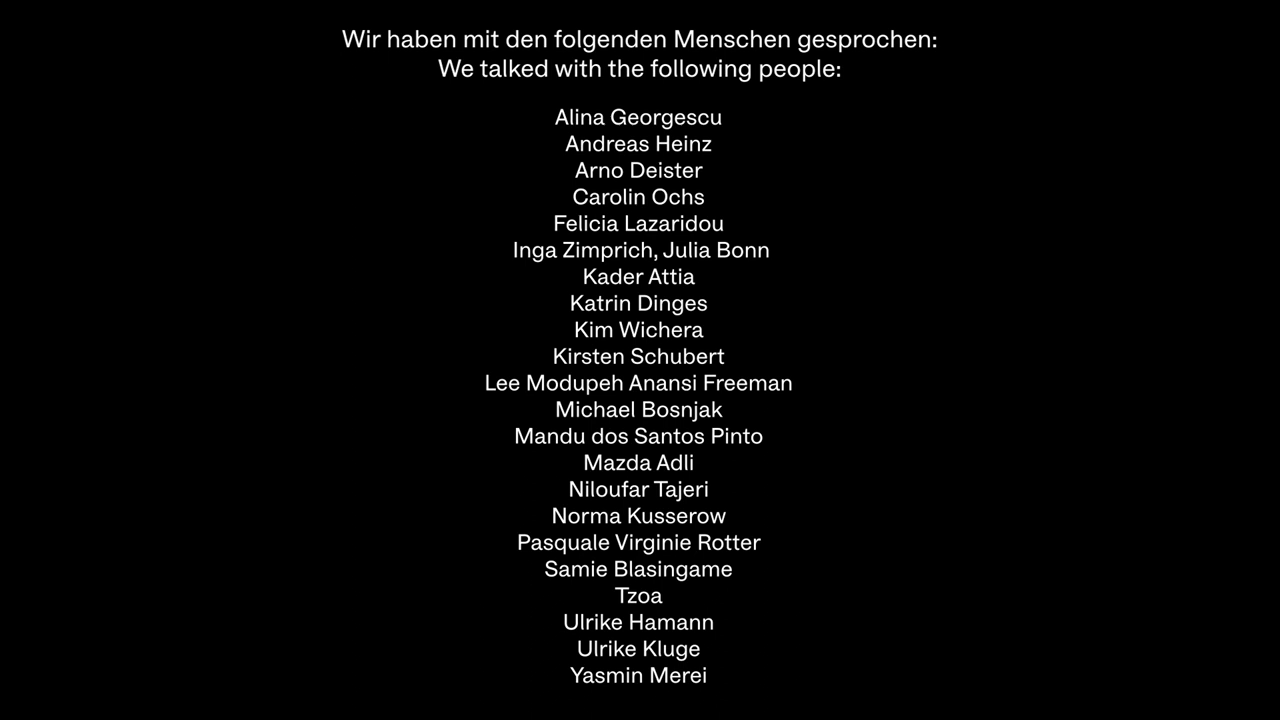 Wir haben mit den folgenden Menschen gesprochen:
We talked with the following people:
Alina Georgescu
Andreas Heinz
Arno Deister
Carolin Ochs
Felicia Lazaridou
Inga Zimprich, Julia Bonn
Kader Attia
Katrin Dinges
Kim Wichera
Kirsten Schubert
Lee Modupeh Anansi Freeman
Michael Bosnjak
Mandu dos Santos Pinto
Mazda Adli
Niloufar Tajeri
Norma Kusserow
Pasquale Virginie Rotter
Samie Blasingame
Tzoa
Ulrike Hamann
Ulrike Kluge
Yasmin Merei